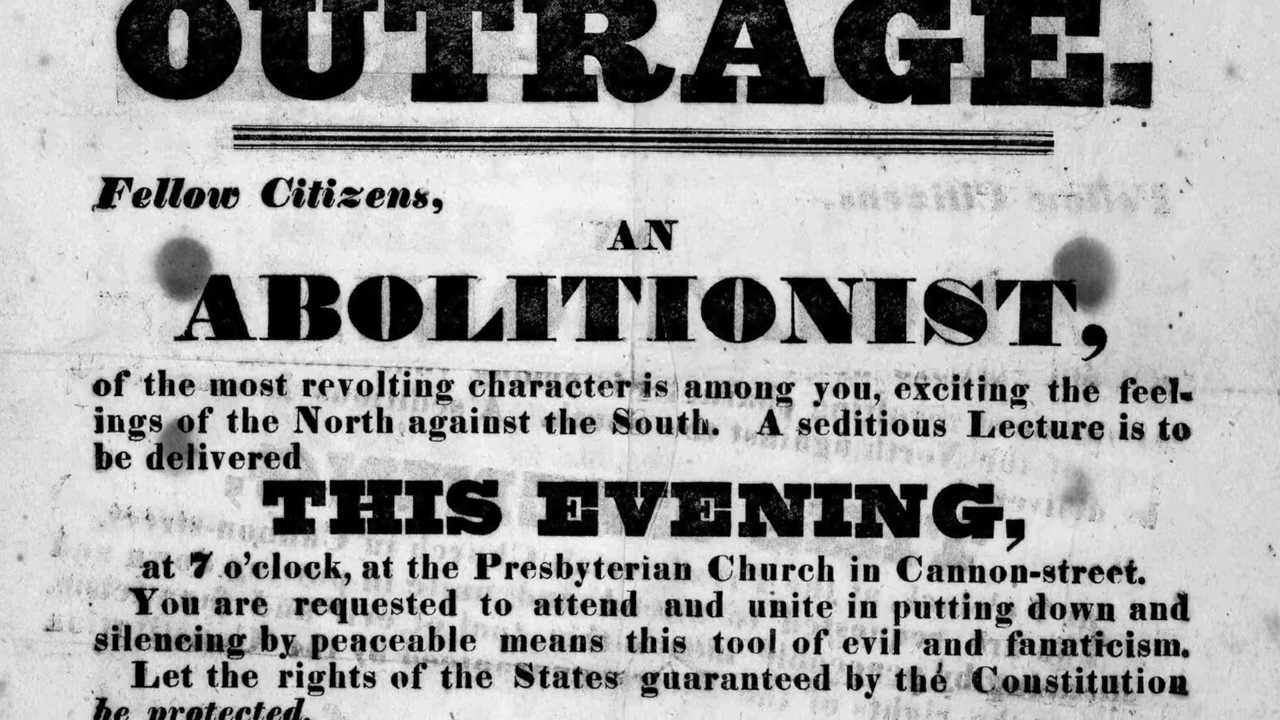 OUTRAGE.
Fellow Citizens,
AN
ABOLITIONIST,
of the most revolting character is among you, exciting the feel-
ings of the North against the South. A seditious Lecture is to
be delivered
THIS EVENING,
at 7 o'clock, at the Presbyterian Church in Cannon-street.
You are requested to attend and unite in putting down and
silencing by peaceable means this tool of evil and fanaticism.
Let the rights of the States guaranteed by the Constitution
be protected.